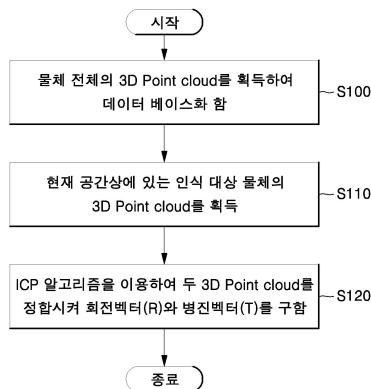 시작
물체 전체의 3D Point cloud를 획득하여
데이터 베이스화 함
S100
현재 공간상에 있는 인식 대상 물체의
3D Point cloud를 획득
S110
ICP 알고리즘을 이용하여 두 3D Point cloud를
정합시켜 회전벡터(R)와 병진벡터(T)를 구함
S120
종료